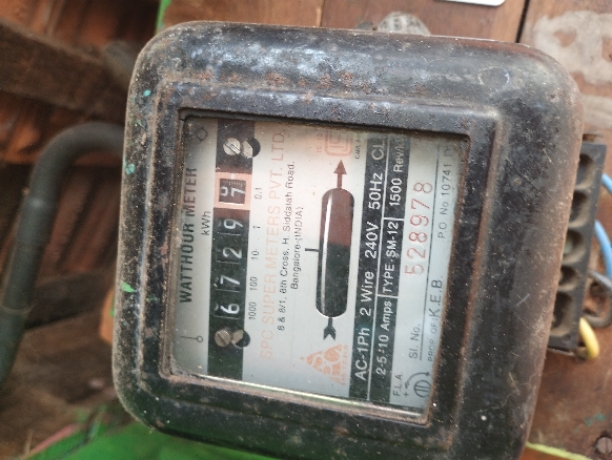 WATTHOUR METER
kWh
6 7 2 9 7
1000 100 10 1 0.1
SUPER METERS PVT. LTD.
8 & 8/1, 8th Cross, H. Siddaiah Road,
Bangalore-(INDIA)
AC-1Ph 2 Wire 240V 50Hz CL
2-5/10 Amps TYPE SM-12 1500 Rev/
Sl. No. 528978
PROP. OF K.E.B. P.O No 10741
F.L.A